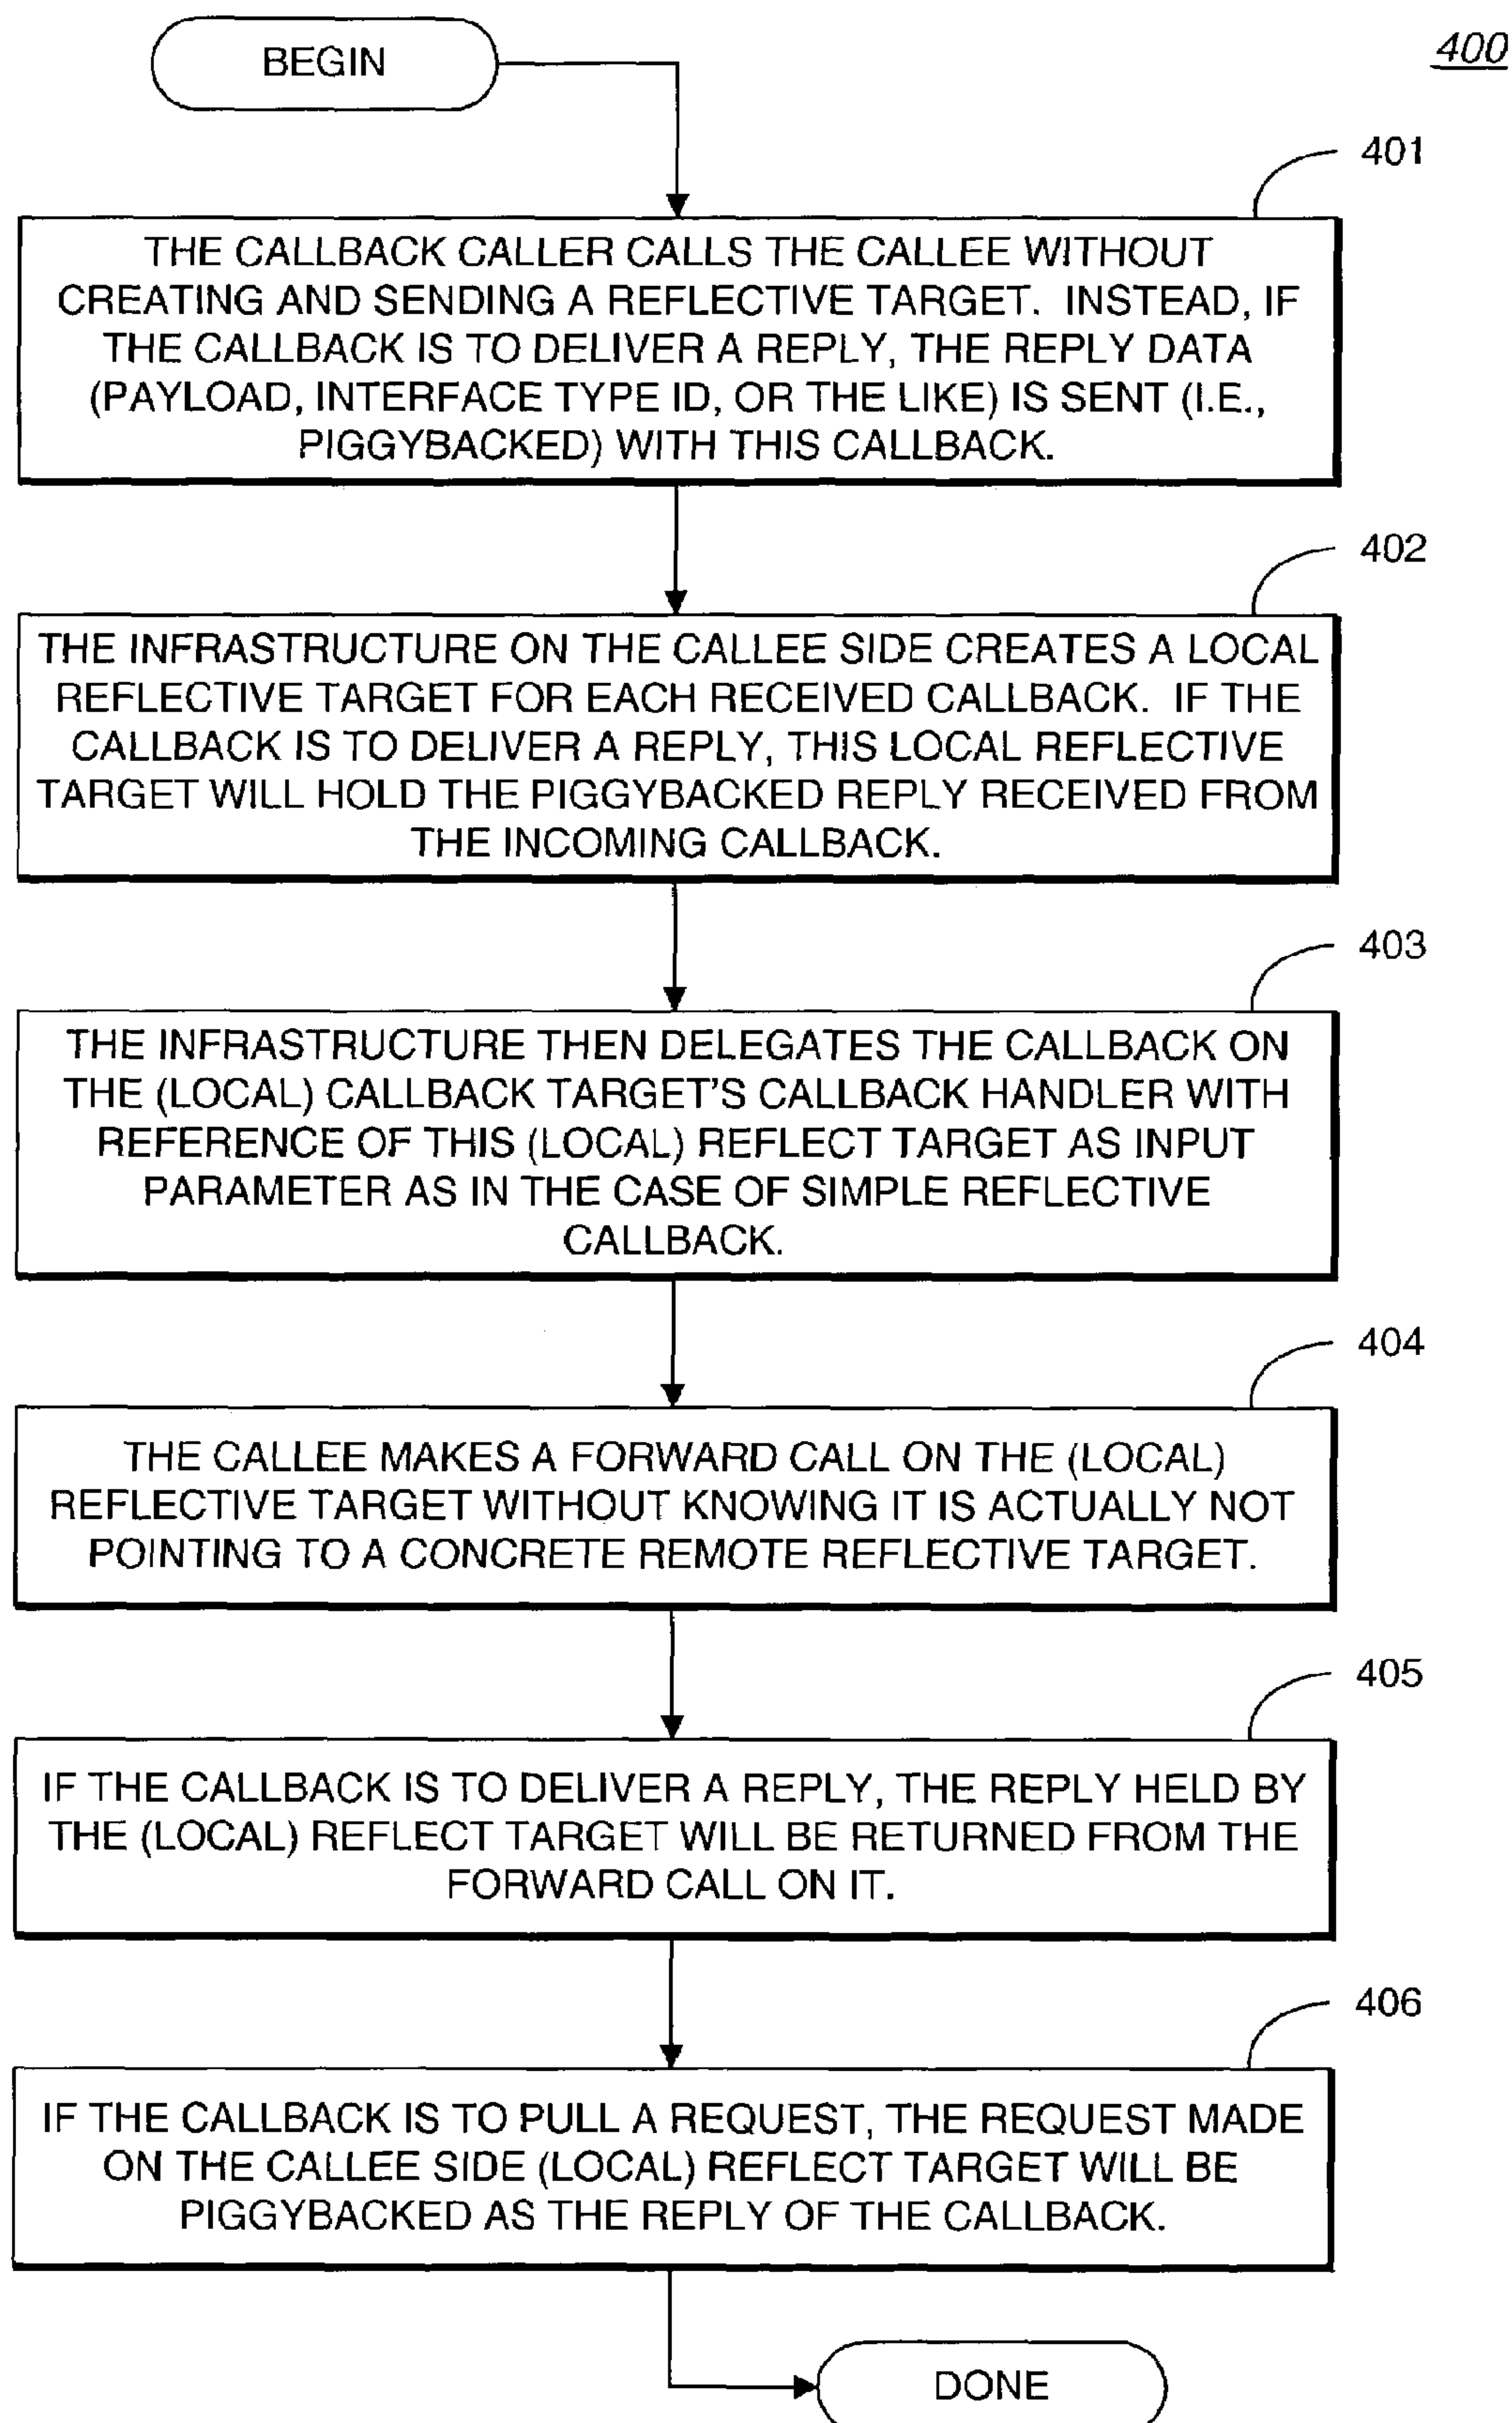 BEGIN
400
401
THE CALLBACK CALLER CALLS THE CALLEE WITHOUT
CREATING AND SENDING A REFLECTIVE TARGET. INSTEAD, IF
THE CALLBACK IS TO DELIVER A REPLY, THE REPLY DATA
(PAYLOAD, INTERFACE TYPE ID, OR THE LIKE) IS SENT (I.E.,
PIGGYBACKED) WITH THIS CALLBACK.
402
THE INFRASTRUCTURE ON THE CALLEE SIDE CREATES A LOCAL
REFLECTIVE TARGET FOR EACH RECEIVED CALLBACK. IF THE
CALLBACK IS TO DELIVER A REPLY, THIS LOCAL REFLECTIVE
TARGET WILL HOLD THE PIGGYBACKED REPLY RECEIVED FROM
THE INCOMING CALLBACK.
403
THE INFRASTRUCTURE THEN DELEGATES THE CALLBACK ON
THE (LOCAL) CALLBACK TARGET'S CALLBACK HANDLER WITH
REFERENCE OF THIS (LOCAL) REFLECT TARGET AS INPUT
PARAMETER AS IN THE CASE OF SIMPLE REFLECTIVE
CALLBACK.
404
THE CALLEE MAKES A FORWARD CALL ON THE (LOCAL)
REFLECTIVE TARGET WITHOUT KNOWING IT IS ACTUALLY NOT
POINTING TO A CONCRETE REMOTE REFLECTIVE TARGET.
405
IF THE CALLBACK IS TO DELIVER A REPLY, THE REPLY HELD BY
THE (LOCAL) REFLECT TARGET WILL BE RETURNED FROM THE
FORWARD CALL ON IT.
406
IF THE CALLBACK IS TO PULL A REQUEST, THE REQUEST MADE
ON THE CALLEE SIDE (LOCAL) REFLECT TARGET WILL BE
PIGGYBACKED AS THE REPLY OF THE CALLBACK.
DONE